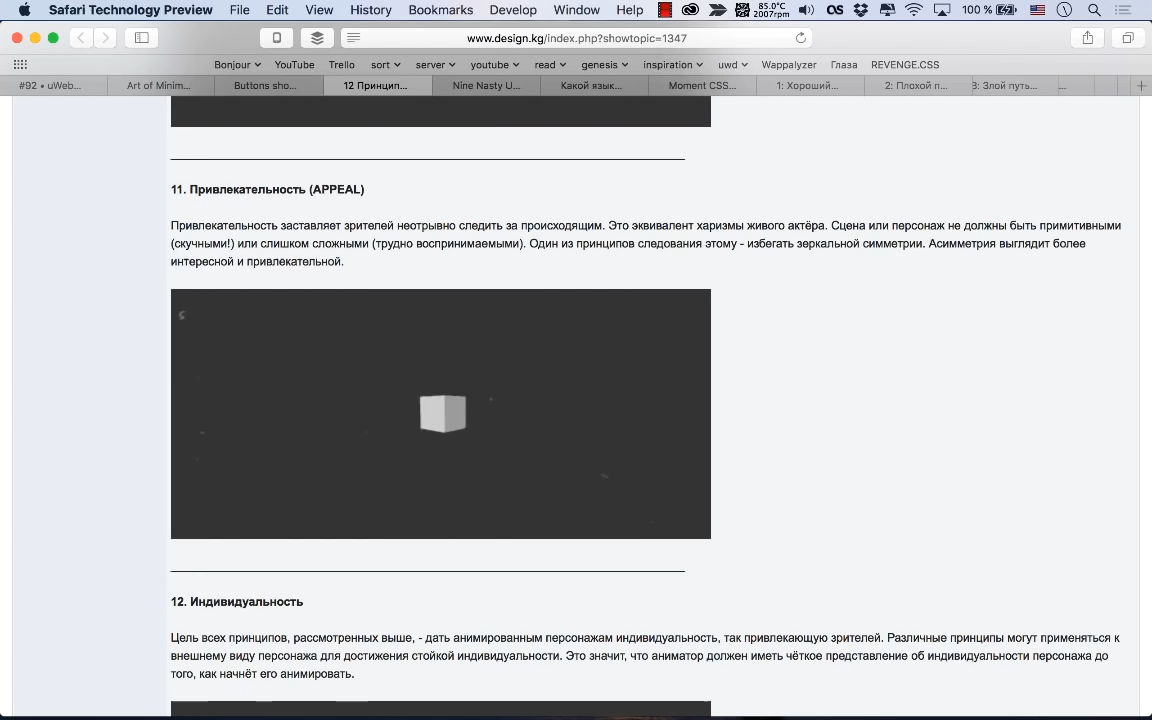 Safari Technology Preview File Edit View History Bookmarks Develop Window Help 85.0°C 2007rpm 100 %
www.design.kg/index.php?showtopic=1347
Bonjour YouTube Trello sort server youtube read genesis inspiration uwd Wappalyzer Глаза REVENGE.CSS
#92 • uWeb... Art of Minim... Buttons sho... 12 Принцип... Nine Nasty U... Какой язык... Moment CSS... 1: Хороший... 2: Плохой п... 3: Злой путь... ...
11. Привлекательность (APPEAL)
Привлекательность заставляет зрителей неотрывно следить за происходящим. Это эквивалент харизмы живого актёра. Сцена или персонаж не должны быть примитивными
(скучными!) или слишком сложными (трудно воспринимаемыми). Один из принципов следования этому - избегать зеркальной симметрии. Асимметрия выглядит более
интересной и привлекательной.
12. Индивидуальность
Цель всех принципов, рассмотренных выше, - дать анимированным персонажам индивидуальность, так привлекающую зрителей. Различные принципы могут применяться к
внешнему виду персонажа для достижения стойкой индивидуальности. Это значит, что аниматор должен иметь чёткое представление об индивидуальности персонажа до
того, как начнёт его анимировать.